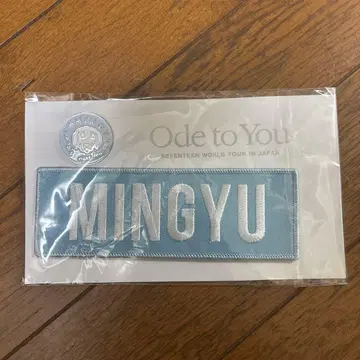 Ode to You
SEVENTEEN WORLD TOUR IN JAPAN
MINGYU